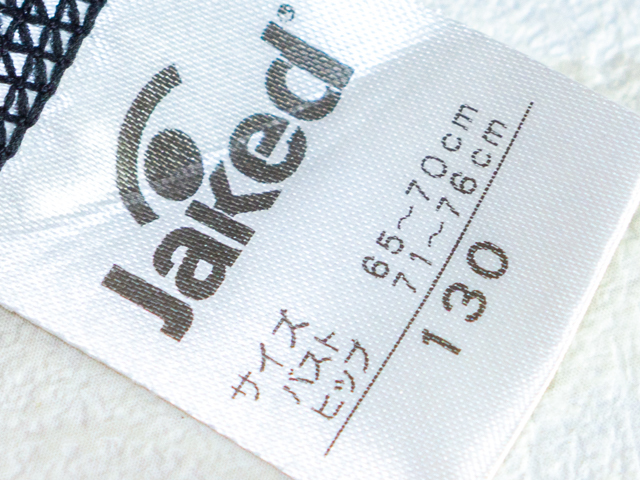 Jaked®
サイズ
バスト 65～70cm
ヒップ 71～76cm
130